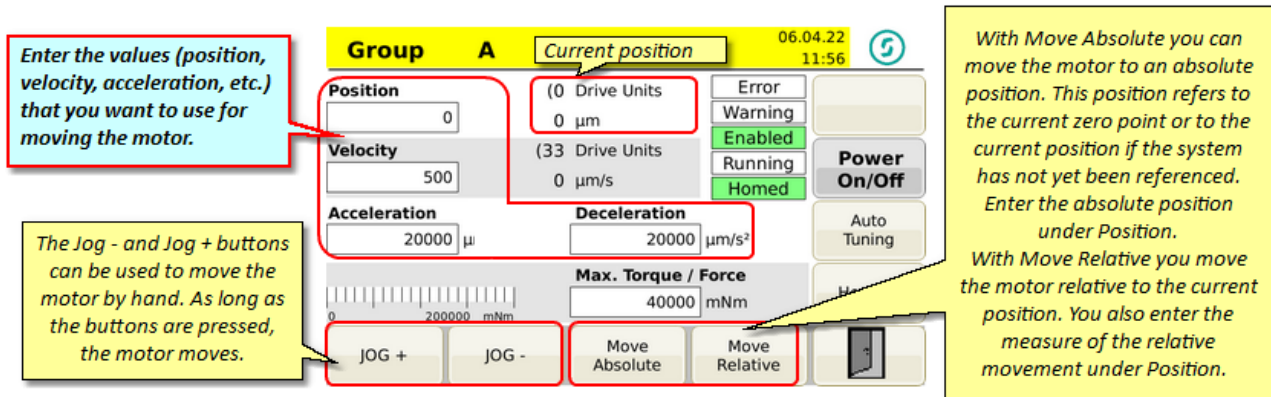 Enter the values (position,
velocity, acceleration, etc.)
that you want to use for
moving the motor.
The Jog - and Jog + buttons
can be used to move the
motor by hand. As long as
the buttons are pressed,
the motor moves.
Group A
Current position
06.04.22
11:56
Position
0
(0 Drive Units
0 µm
Error
Warning
Enabled
Running
Homed
Velocity
500
(33 Drive Units
0 µm/s
Power
On/Off
Acceleration
20000 µ
Deceleration
20000 µm/s²
Auto
Tuning
Max. Torque / Force
40000 mNm
0 200000 mNm
JOG +
JOG -
Move
Absolute
Move
Relative
With Move Absolute you can
move the motor to an absolute
position. This position refers to
the current zero point or to the
current position if the system
has not yet been referenced.
Enter the absolute position
under Position.
With Move Relative you move
the motor relative to the current
position. You also enter the
measure of the relative
movement under Position.